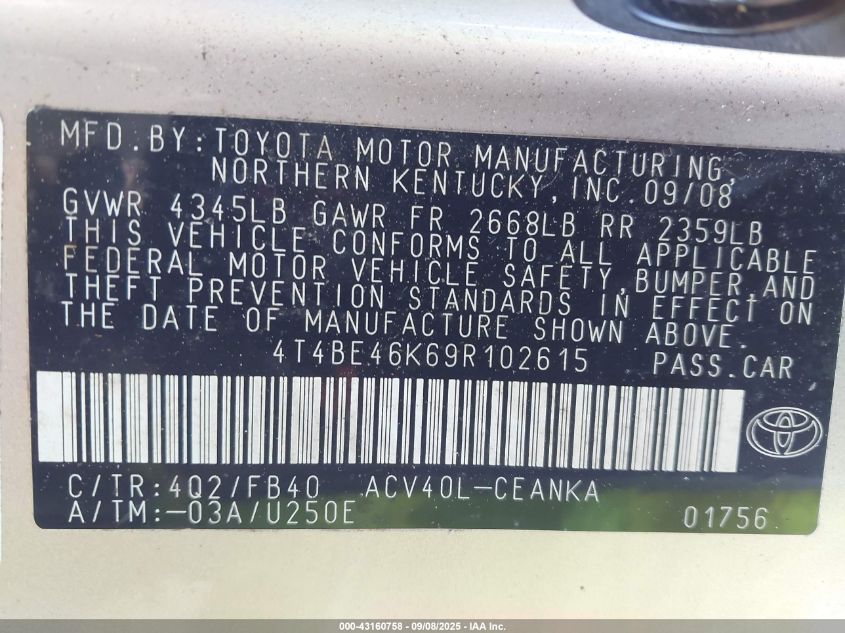 MFD.BY:TOYOTA MOTOR MANUFACTURING,
NORTHERN KENTUCKY,INC.09/08
GVWR 4345LB GAWR FR 2668LB RR 2359LB
THIS VEHICLE CONFORMS TO ALL APPLICABLE
FEDERAL MOTOR VEHICLE SAFETY,BUMPER,AND
THEFT PREVENTION STANDARDS IN EFFECT ON
THE DATE OF MANUFACTURE SHOWN ABOVE.
4T4BE46K69R102615 PASS.CAR
C/TR:4Q2/FB40 ACV40L-CEANKA
A/TM:-03A/U250E 01756
000-43160758 - 09/08/2025 - IAA Inc.